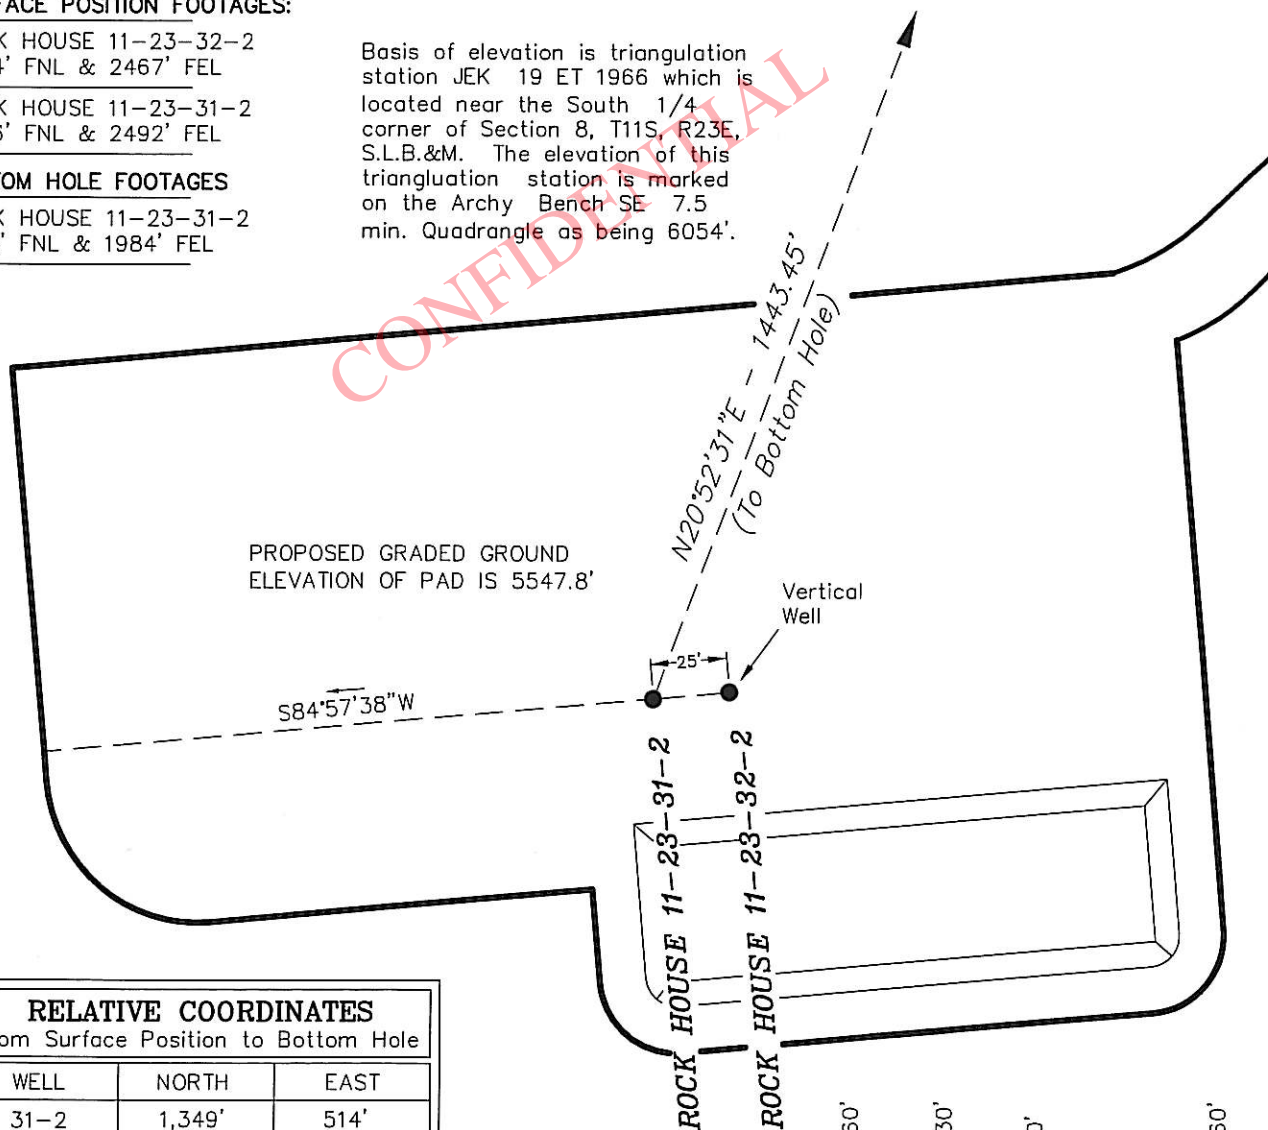 FACE POSITION FOOTAGES:
K HOUSE 11-23-32-2
4' FNL & 2467' FEL
K HOUSE 11-23-31-2
6' FNL & 2492' FEL
TOM HOLE FOOTAGES
K HOUSE 11-23-31-2
' FNL & 1984' FEL
Basis of elevation is triangulation
station JEK 19 ET 1966 which is
located near the South 1/4
corner of Section 8, T11S, R23E,
S.L.B.&M. The elevation of this
triangluation station is marked
on the Archy Bench SE 7.5
min. Quadrangle as being 6054'.
CONFIDENTIAL
N20°52'31"E - 1443.45'
(To Bottom Hole)
PROPOSED GRADED GROUND
ELEVATION OF PAD IS 5547.8'
Vertical
Well
25'
S84°57'38"W
ROCK HOUSE 11-23-31-2
ROCK HOUSE 11-23-32-2
RELATIVE COORDINATES
om Surface Position to Bottom Hole
WELL NORTH EAST
31-2 1,349' 514'
60'
30'
0'
60'